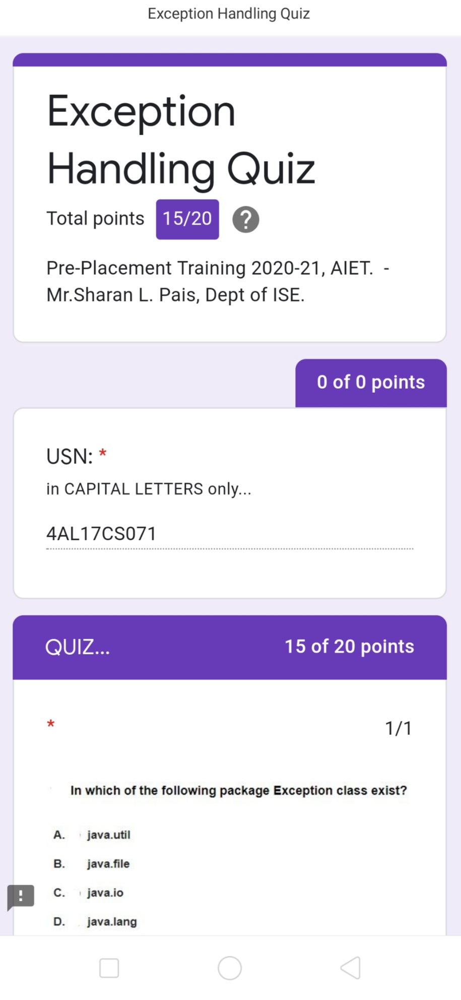 Exception Handling Quiz
Exception
Handling Quiz
Total points 15/20 ?
Pre-Placement Training 2020-21, AIET. -
Mr.Sharan L. Pais, Dept of ISE.
0 of 0 points
USN: *
in CAPITAL LETTERS only...
4AL17CS071
QUIZ... 15 of 20 points
* 1/1
In which of the following package Exception class exist?
A. java.util
B. java.file
C. java.io
D. java.lang